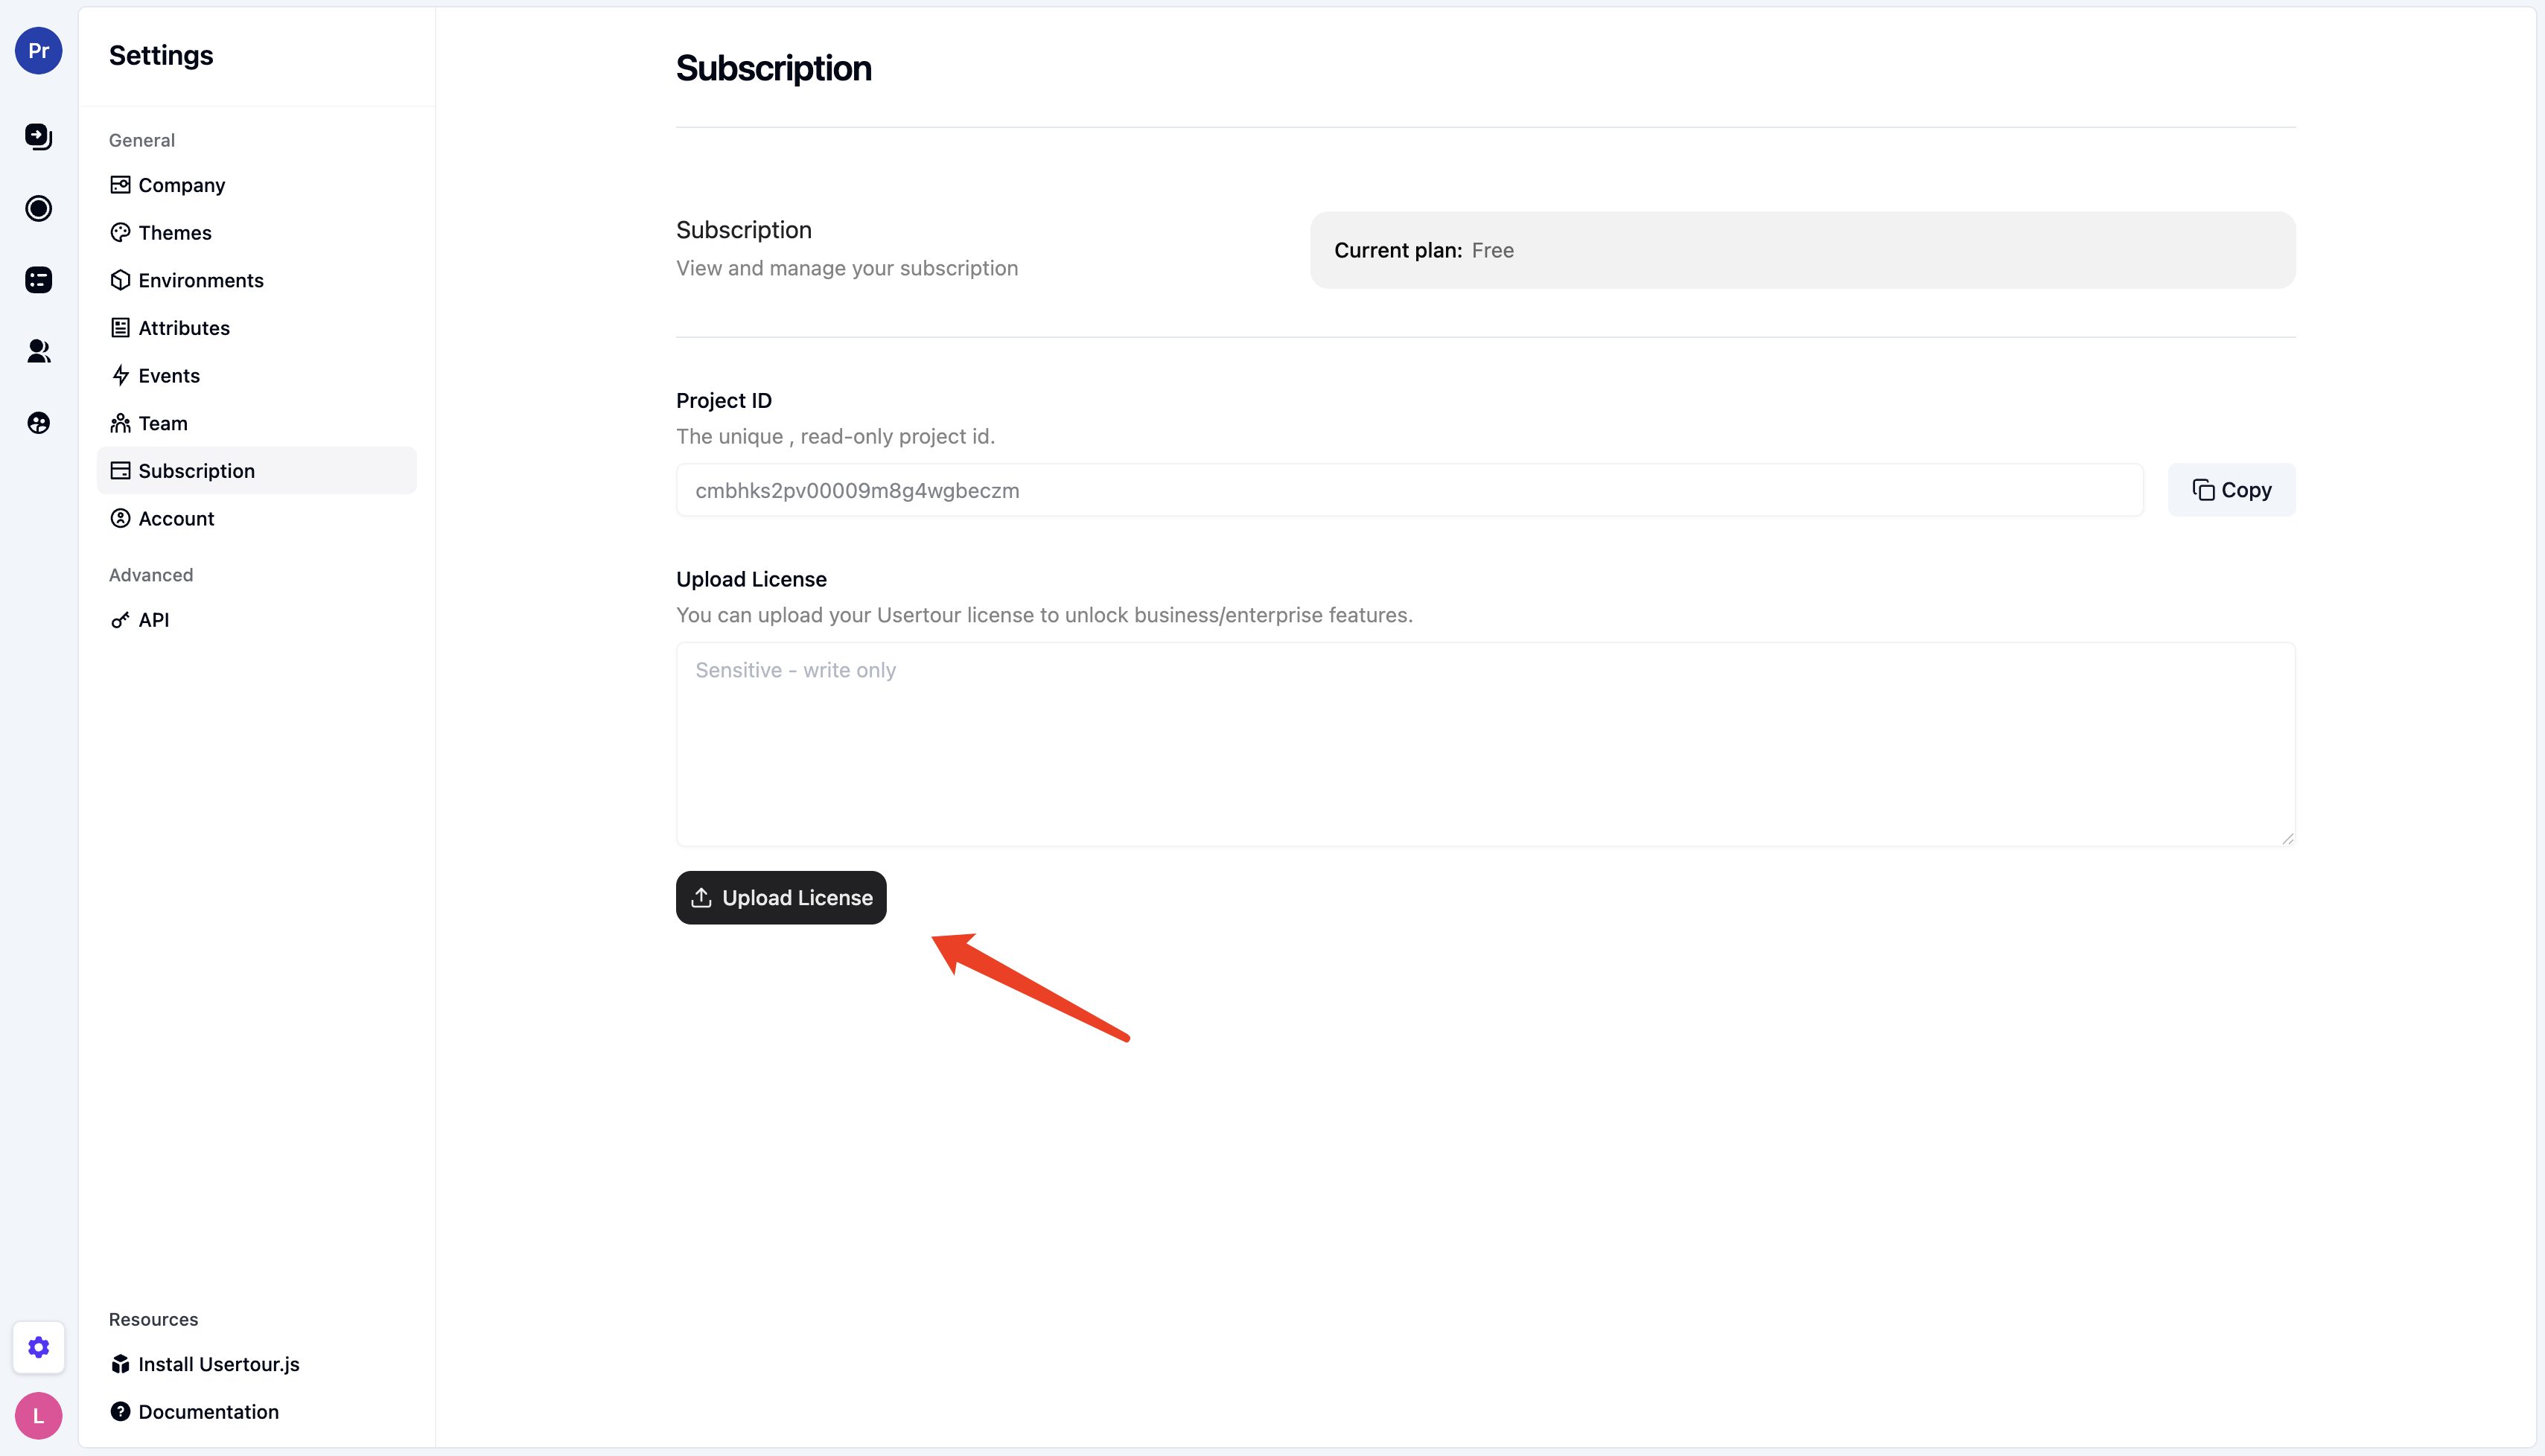 Pr
Settings
General
Company
Themes
Environments
Attributes
Events
Team
Subscription
Account
Advanced
API
Resources
Install Usertour.js
Documentation
L
Subscription
Subscription
View and manage your subscription
Current plan: Free
Project ID
The unique , read-only project id.
cmbhks2pv00009m8g4wgbeczm
Copy
Upload License
You can upload your Usertour license to unlock business/enterprise features.
Sensitive - write only
Upload License